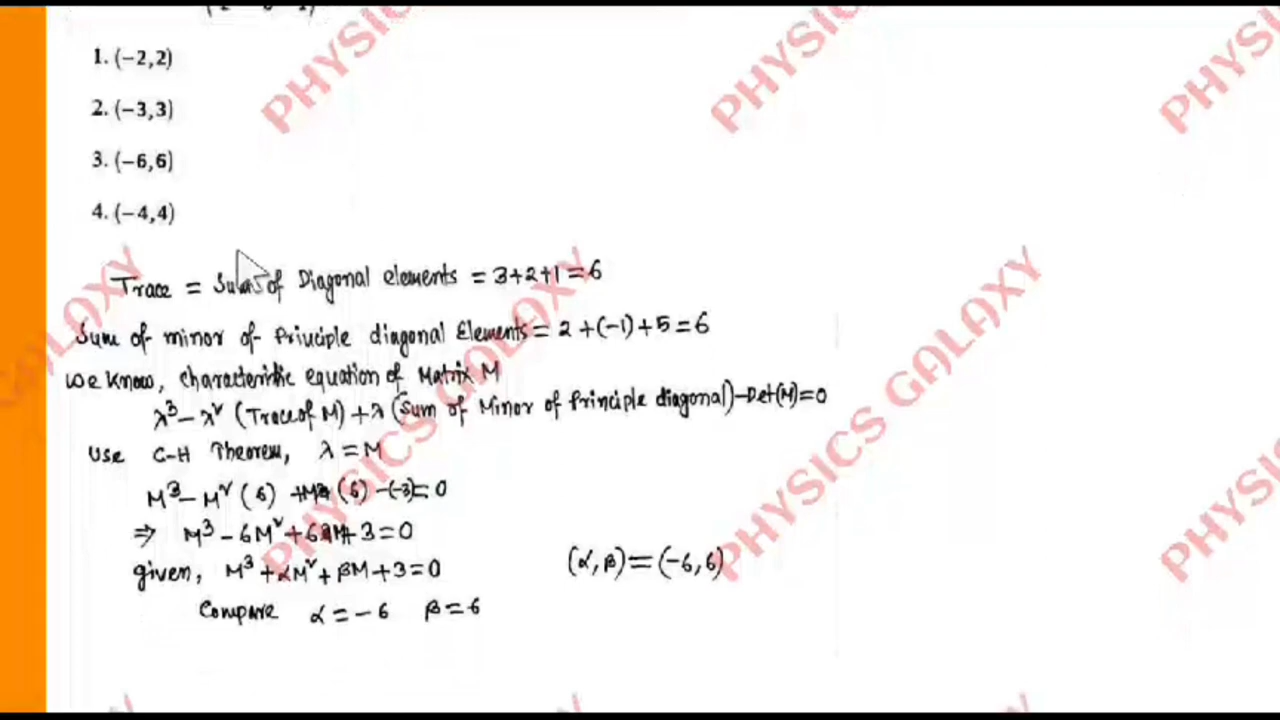 1. (−2,2)
2. (−3,3)
3. (−6,6)
4. (−4,4)
Trace = Sum of Diagonal elements = 3+2+1=6
Sum of minor of Principle diagonal Elements = 2 +(-1)+5=6
We Know, Characteristic equation of Matrix M
λ³ − λ² (Trace of M) + λ (Sum of Minor of Principle diagonal) − Det(M)=0
Use C-H Theorem, λ = M
M³ − M² (6) + M (6) − (-3) = 0
⇒ M³ − 6M² + 6M + 3 = 0
given, M³ + αM² + βM + 3 = 0
(α, β) = (−6, 6)
Compare α = − 6 β = 6
PHYSICS GALAXY
PHYSICS GALAXY